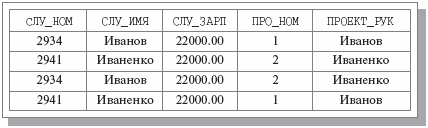 СЛУ_НОМ СЛУ_ИМЯ СЛУ_ЗАРП ПРО_НОМ ПРОЕКТ_РУК
2934 Иванов 22000.00 1 Иванов
2941 Иваненко 22000.00 2 Иваненко
2934 Иванов 22000.00 2 Иваненко
2941 Иваненко 22000.00 1 Иванов